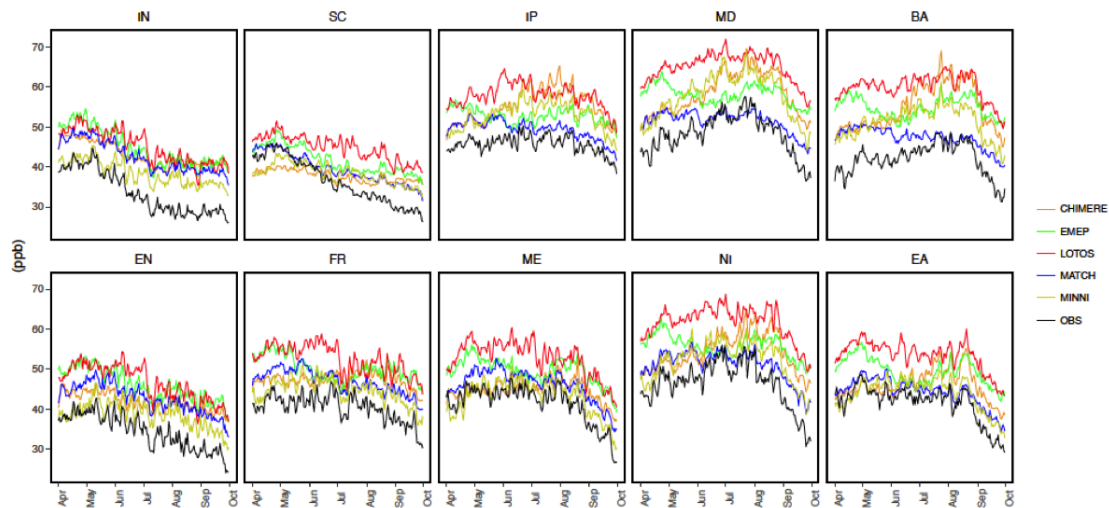 IN SC IP MD BA
70
60
50
40
30
(ppb)
EN FR ME NI EA
70
60
50
40
30
Apr May Jun Jul Aug Sep Oct Apr May Jun Jul Aug Sep Oct Apr May Jun Jul Aug Sep Oct Apr May Jun Jul Aug Sep Oct Apr May Jun Jul Aug Sep Oct
CHIMERE
EMEP
LOTOS
MATCH
MINNI
OBS